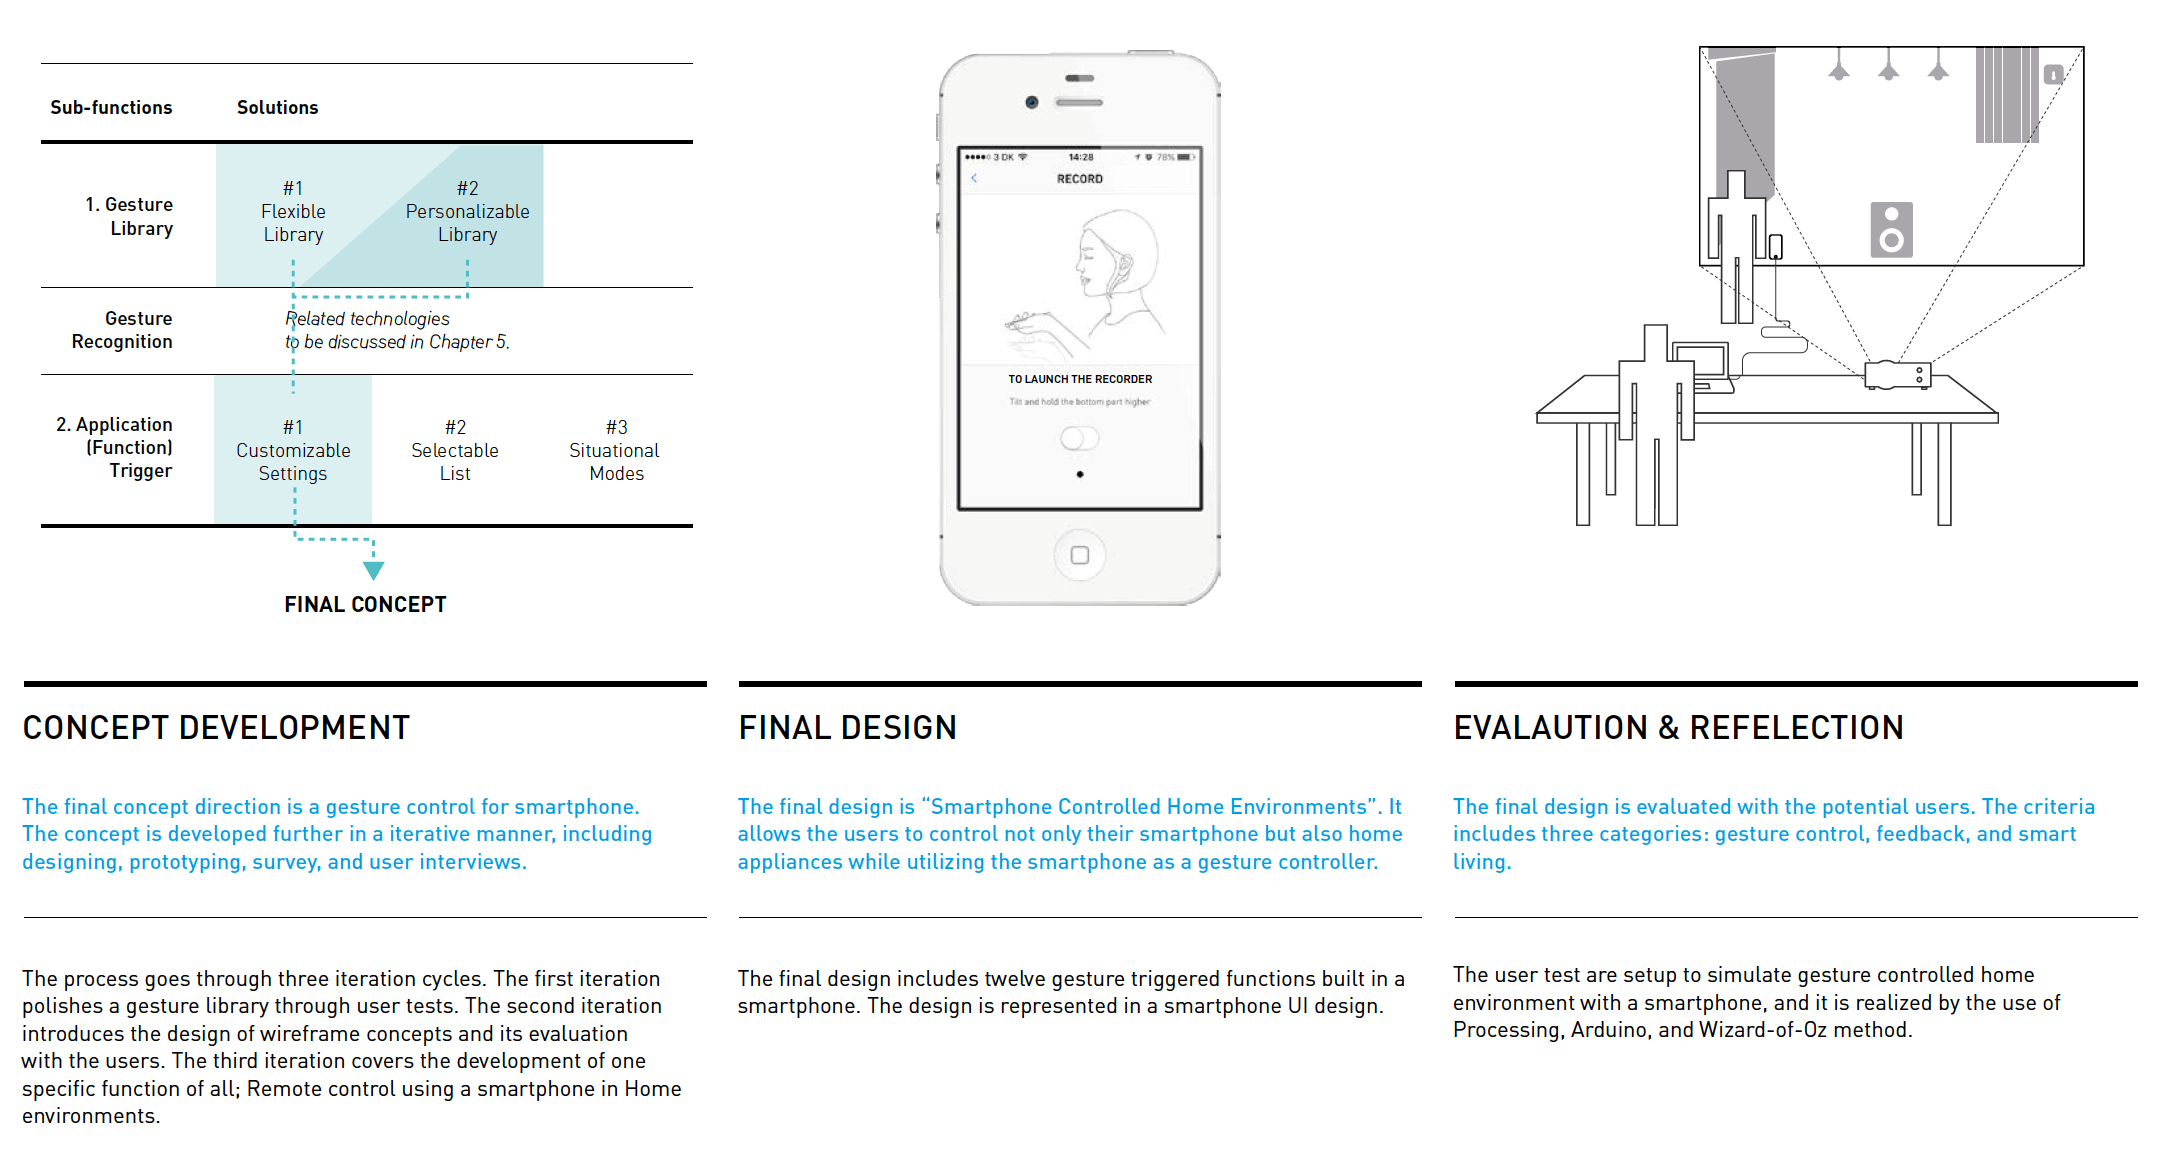 Sub-functions Solutions
1. Gesture
Library
#1
Flexible
Library
#2
Personalizable
Library
Gesture
Recognition
Related technologies
to be discussed in Chapter 5.
2. Application
(Function)
Trigger
#1
Customizable
Settings
#2
Selectable
List
#3
Situational
Modes
FINAL CONCEPT
3 DK 14:28 78%
RECORD
TO LAUNCH THE RECORDER
Tilt and hold the bottom part higher
CONCEPT DEVELOPMENT
The final concept direction is a gesture control for smartphone.
The concept is developed further in a iterative manner, including
designing, prototyping, survey, and user interviews.
The process goes through three iteration cycles. The first iteration
polishes a gesture library through user tests. The second iteration
introduces the design of wireframe concepts and its evaluation
with the users. The third iteration covers the development of one
specific function of all; Remote control using a smartphone in Home
environments.
FINAL DESIGN
The final design is “Smartphone Controlled Home Environments”. It
allows the users to control not only their smartphone but also home
appliances while utilizing the smartphone as a gesture controller.
The final design includes twelve gesture triggered functions built in a
smartphone. The design is represented in a smartphone UI design.
EVALAUTION & REFELECTION
The final design is evaluated with the potential users. The criteria
includes three categories: gesture control, feedback, and smart
living.
The user test are setup to simulate gesture controlled home
environment with a smartphone, and it is realized by the use of
Processing, Arduino, and Wizard-of-Oz method.